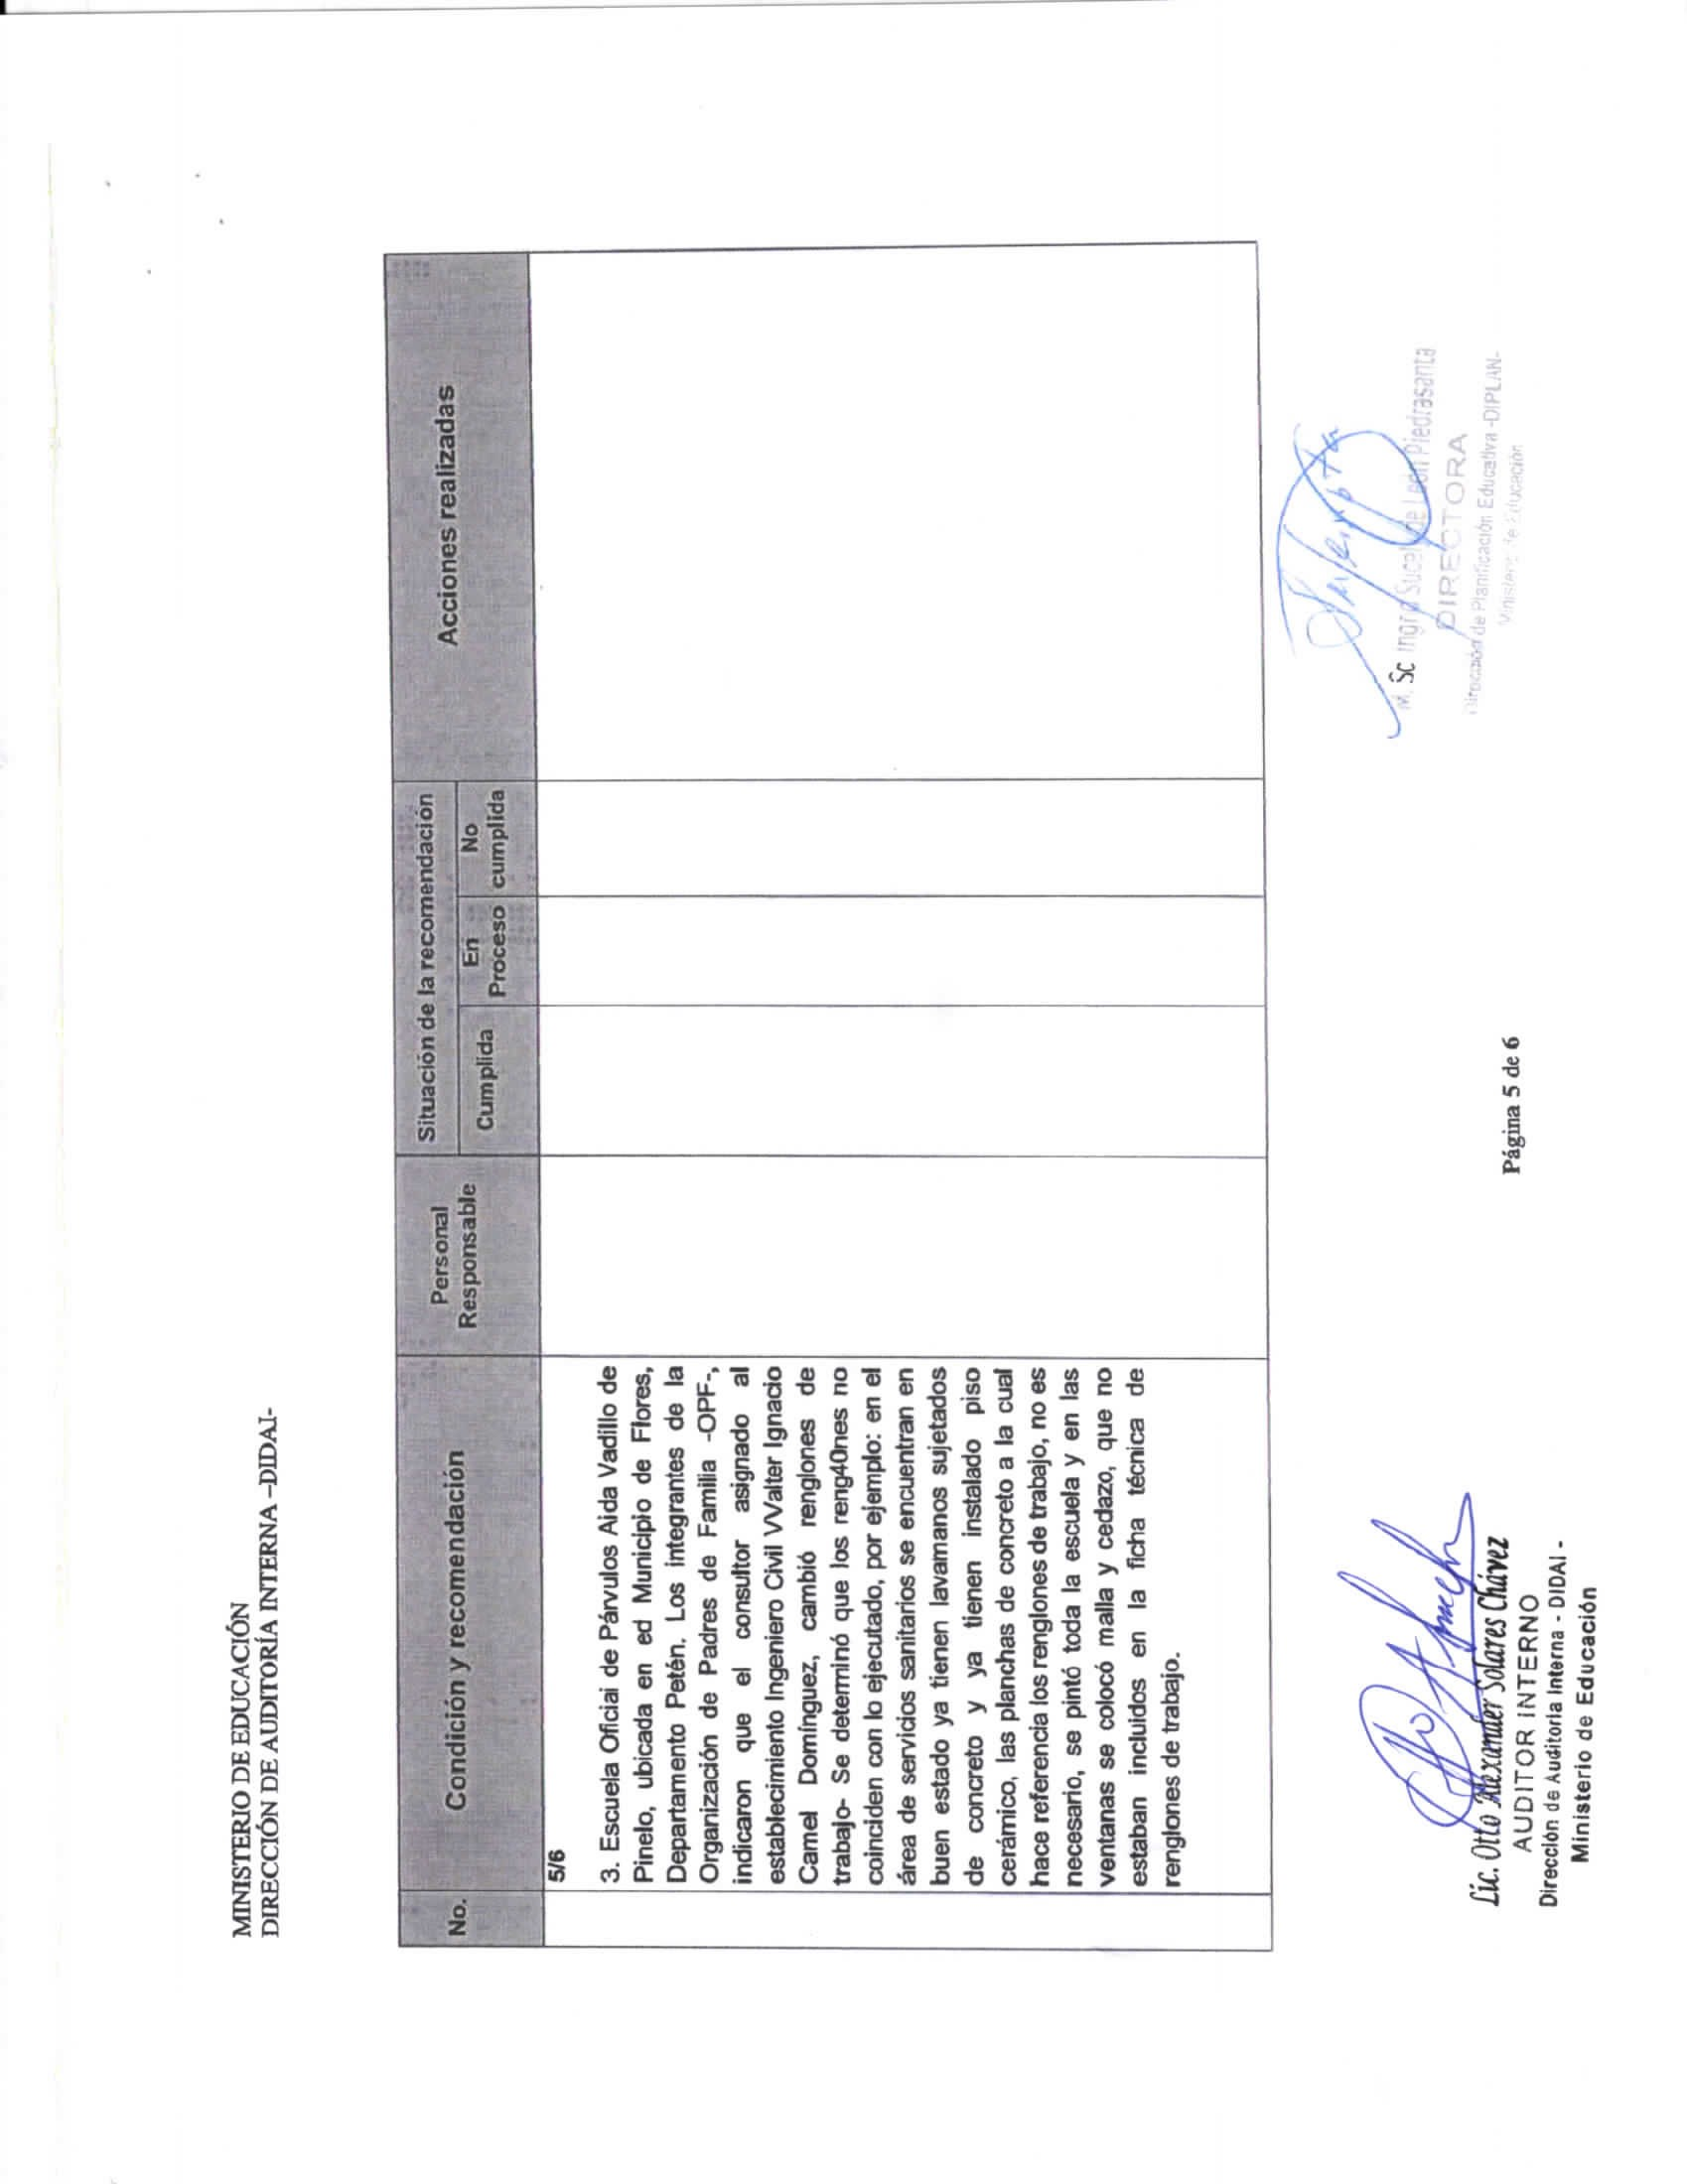 MINISTERIO DE EDUCACIÓN
DIRECCIÓN DE AUDITORÍA INTERNA –DIDAI-
No.
Condición y recomendación
Personal
Responsable
Situación de la recomendación
Cumplida
En
Proceso
No
cumplida
Acciones realizadas
5/6
3. Escuela Oficial de Párvulos Aida Vadillo de
Pinelo, ubicada en ed Municipio de Flores,
Departamento Petén. Los integrantes de la
Organización de Padres de Familia -OPF-,
indicaron que el consultor asignado al
establecimiento Ingeniero Civil Walter Ignacio
Camel Domínguez, cambió renglones de
trabajo- Se determinó que los reng40nes no
coinciden con lo ejecutado, por ejemplo: en el
área de servicios sanitarios se encuentran en
buen estado ya tienen lavamanos sujetados
de concreto y ya tienen instalado piso
cerámico, las planchas de concreto a la cual
hace referencia los renglones de trabajo, no es
necesario, se pintó toda la escuela y en las
ventanas se colocó malla y cedazo, que no
estaban incluidos en la ficha técnica de
renglones de trabajo.
Lic. Otto Alexander Solares Chávez
AUDITOR INTERNO
Dirección de Auditoria Interna - DIDAI -
Ministerio de Educación
Página 5 de 6
M. Sc Ingrid Sucely de León Piedrasanta
DIRECTORA
Dirección de Planificación Educativa -DIPLAN-
Ministerio de Educación